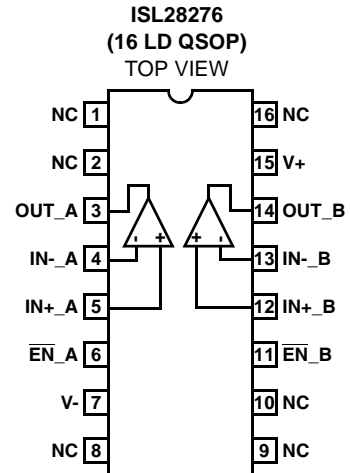 ISL28276
(16 LD QSOP)
TOP VIEW
NC 1 16 NC
NC 2 15 V+
OUT_A 3 14 OUT_B
- + + -
IN-_A 4 13 IN-_B
IN+_A 5 12 IN+_B
E̅N̅_A 6 11 E̅N̅_B
V- 7 10 NC
NC 8 9 NC